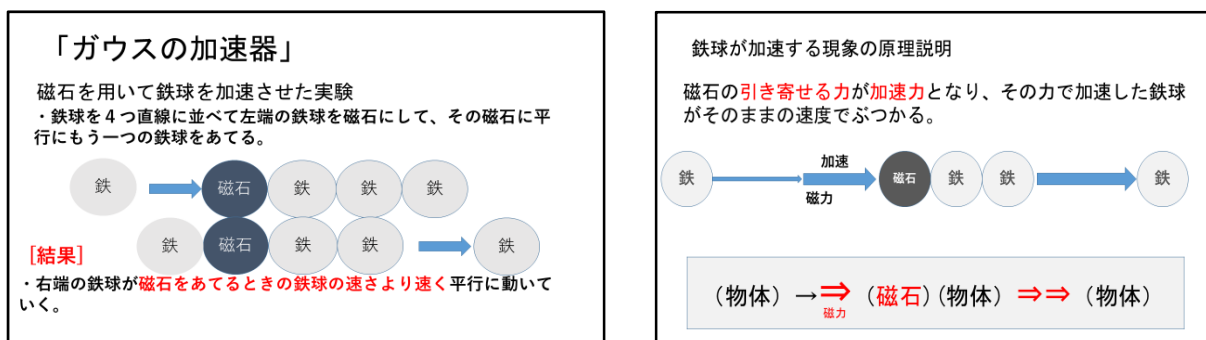 「ガウスの加速器」
磁石を用いて鉄球を加速させた実験
・鉄球を４つ直線に並べて左端の鉄球を磁石にして、その磁石に平
行にもう一つの鉄球をあてる。
鉄 磁石 鉄 鉄 鉄
鉄 磁石 鉄 鉄 鉄
[結果]
・右端の鉄球が磁石をあてるときの鉄球の速さより速く平行に動いて
いく。
鉄球が加速する現象の原理説明
磁石の引き寄せる力が加速力となり、その力で加速した鉄球
がそのままの速度でぶつかる。
加速
鉄 磁石 鉄 鉄 鉄
磁力
（物体）→⇒（磁石）（物体）⇒⇒（物体）
磁力